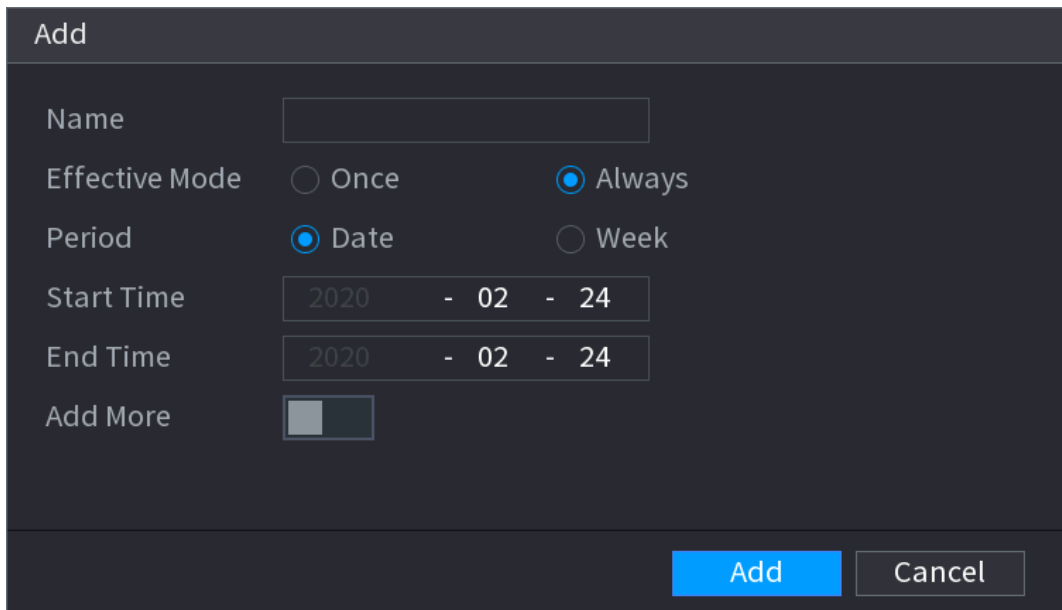 Add
Name
Effective Mode Once Always
Period Date Week
Start Time 2020 - 02 - 24
End Time 2020 - 02 - 24
Add More
Add Cancel